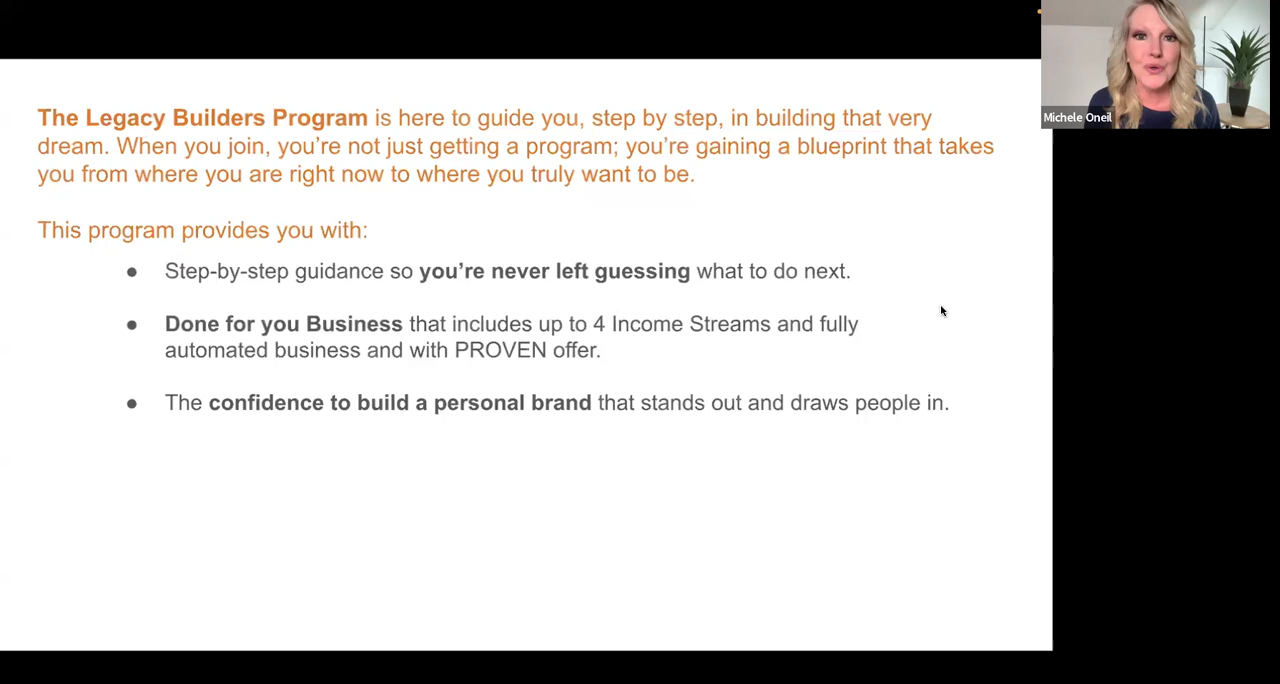 The Legacy Builders Program is here to guide you, step by step, in building that very
dream. When you join, you’re not just getting a program; you’re gaining a blueprint that takes
you from where you are right now to where you truly want to be.
This program provides you with:
● Step-by-step guidance so you’re never left guessing what to do next.
● Done for you Business that includes up to 4 Income Streams and fully
automated business and with PROVEN offer.
● The confidence to build a personal brand that stands out and draws people in.
Michele Oneil